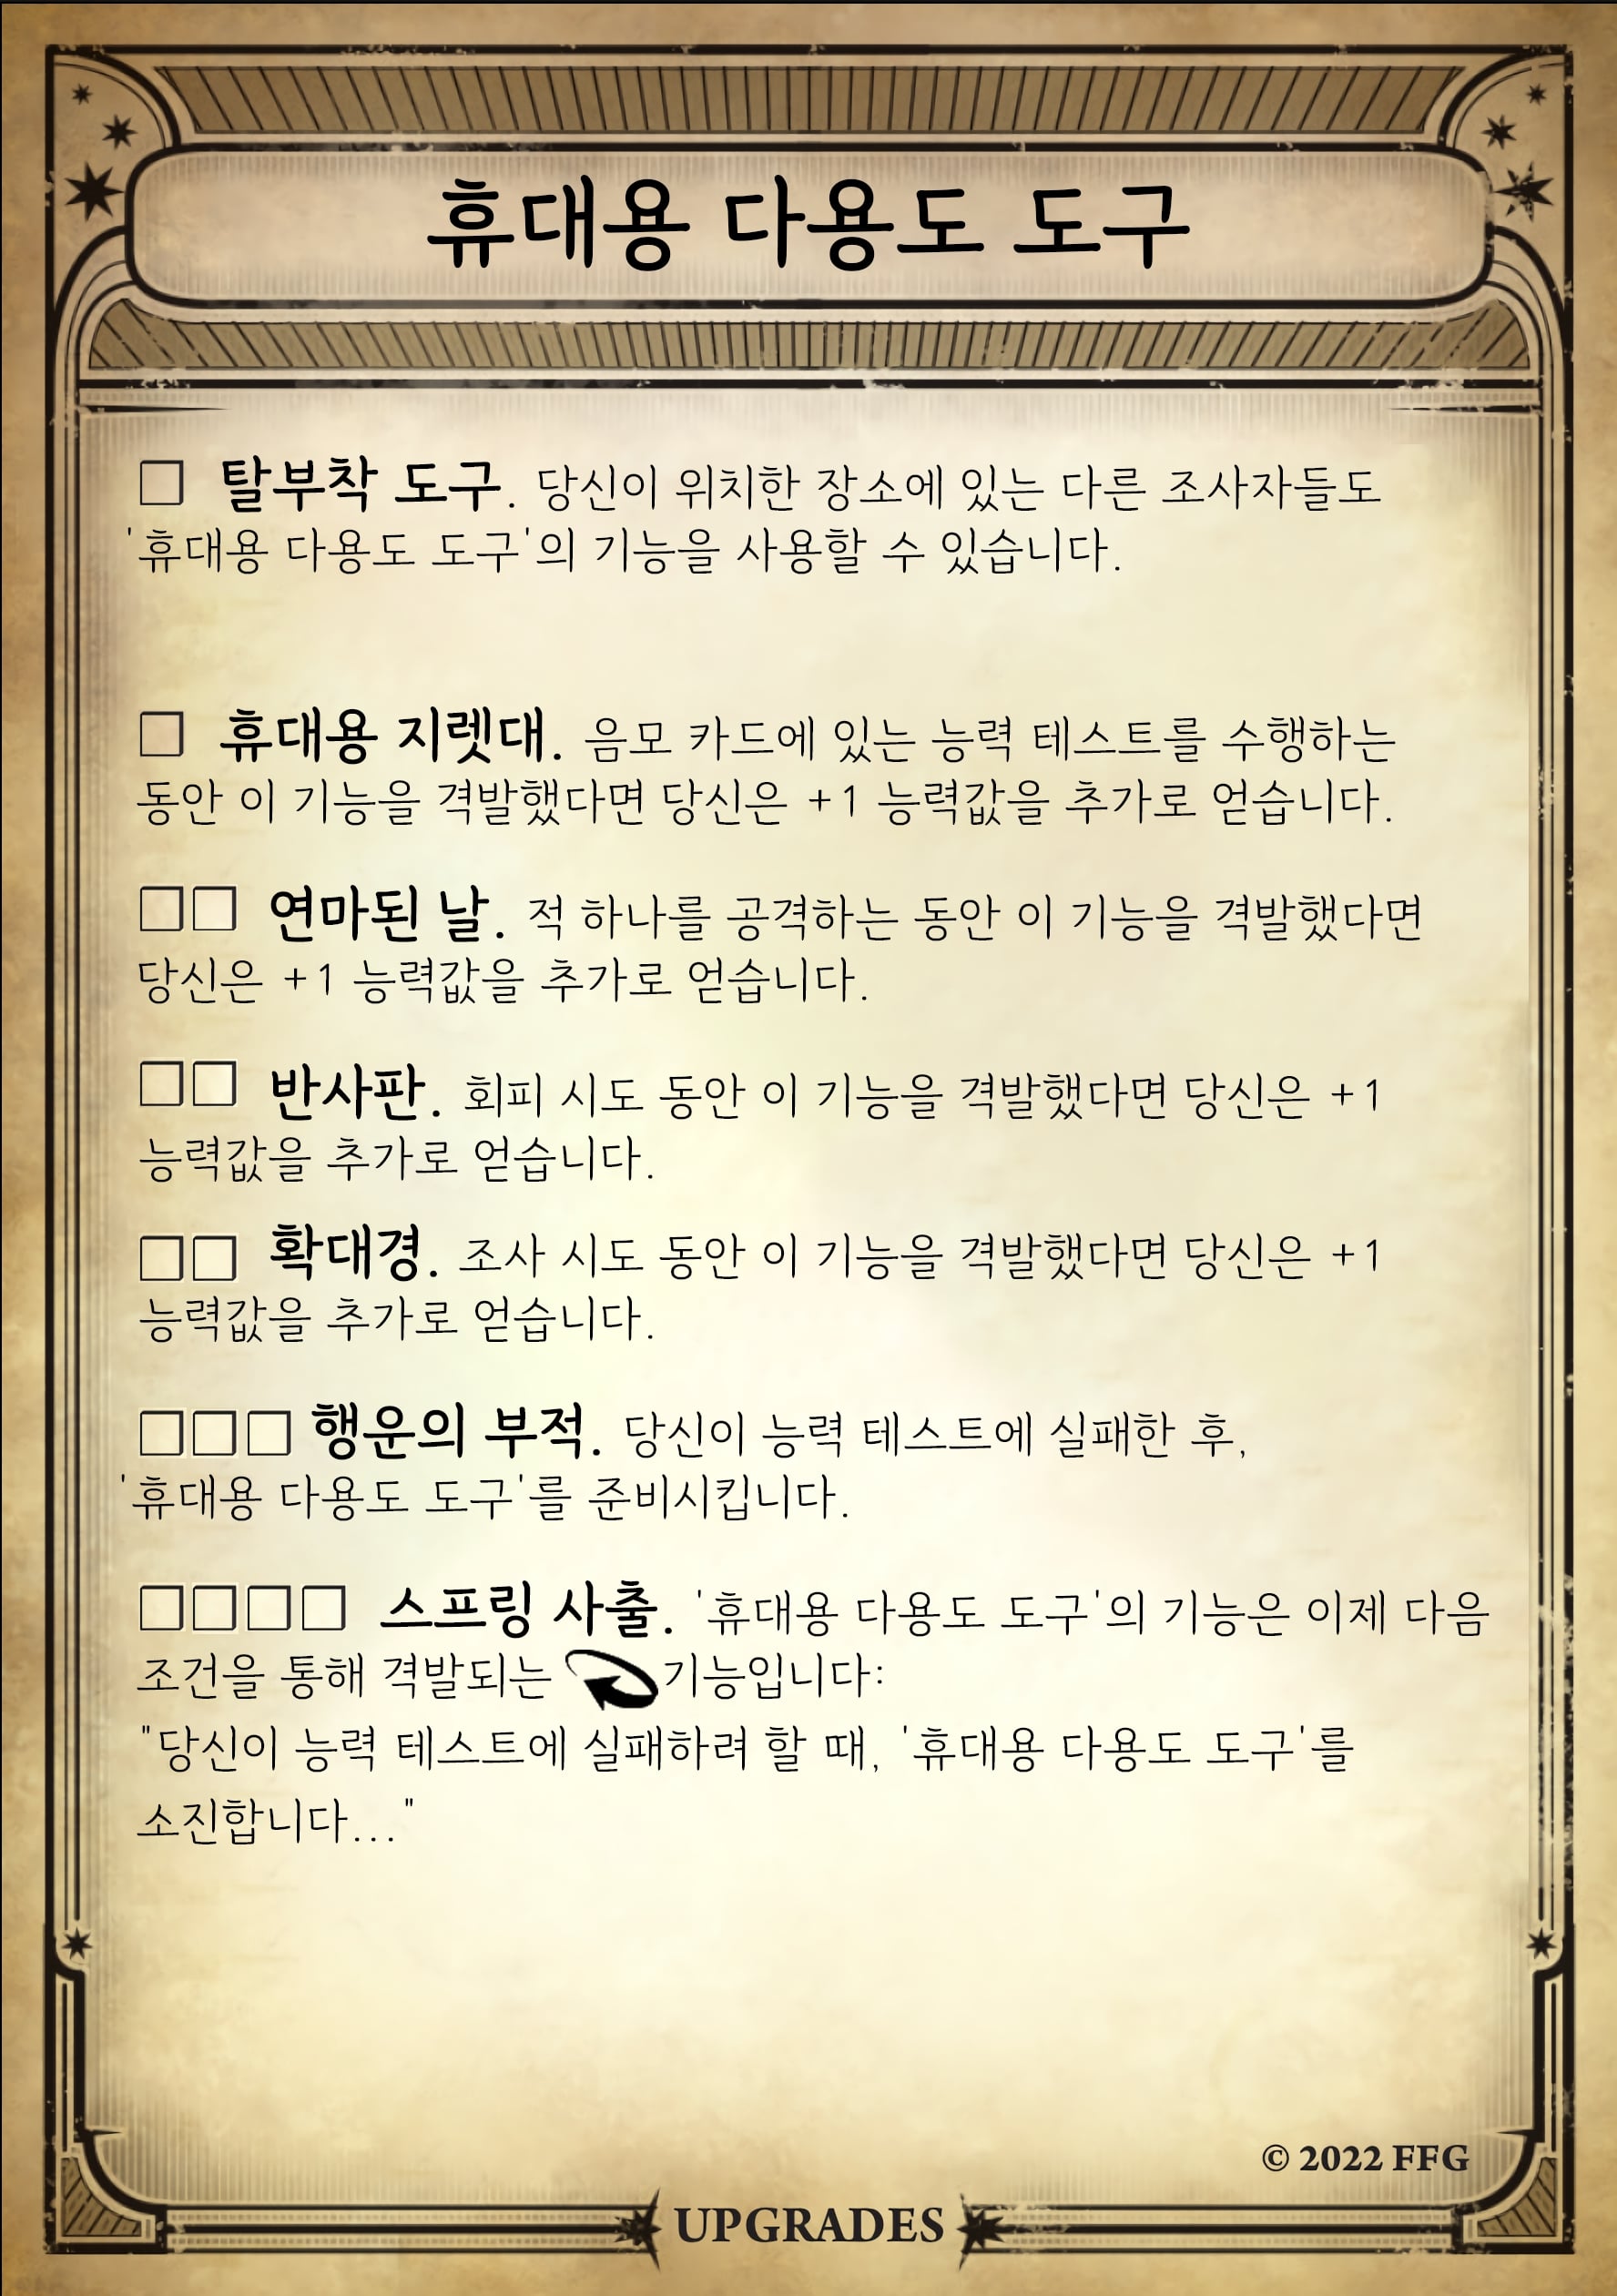 휴대용 다용도 도구
□ 탈부착 도구. 당신이 위치한 장소에 있는 다른 조사자들도
'휴대용 다용도 도구'의 기능을 사용할 수 있습니다.
□ 휴대용 지렛대. 음모 카드에 있는 능력 테스트를 수행하는
동안 이 기능을 격발했다면 당신은 +1 능력값을 추가로 얻습니다.
□□ 연마된 날. 적 하나를 공격하는 동안 이 기능을 격발했다면
당신은 +1 능력값을 추가로 얻습니다.
□□ 반사판. 회피 시도 동안 이 기능을 격발했다면 당신은 +1
능력값을 추가로 얻습니다.
□□ 확대경. 조사 시도 동안 이 기능을 격발했다면 당신은 +1
능력값을 추가로 얻습니다.
□□□ 행운의 부적. 당신이 능력 테스트에 실패한 후,
'휴대용 다용도 도구'를 준비시킵니다.
□□□□ 스프링 사출. '휴대용 다용도 도구'의 기능은 이제 다음
조건을 통해 격발되는 기능입니다:
"당신이 능력 테스트에 실패하려 할 때, '휴대용 다용도 도구'를
소진합니다..."
© 2022 FFG
UPGRADES